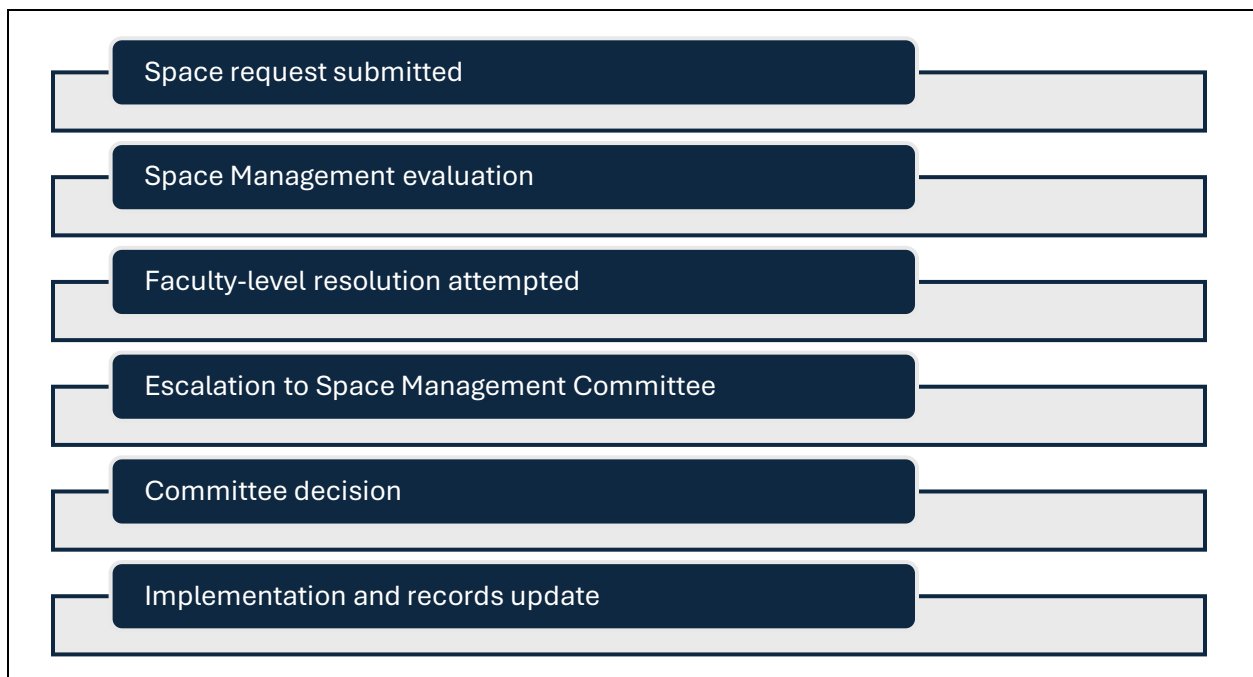 Space request submitted
Space Management evaluation
Faculty-level resolution attempted
Escalation to Space Management Committee
Committee decision
Implementation and records update